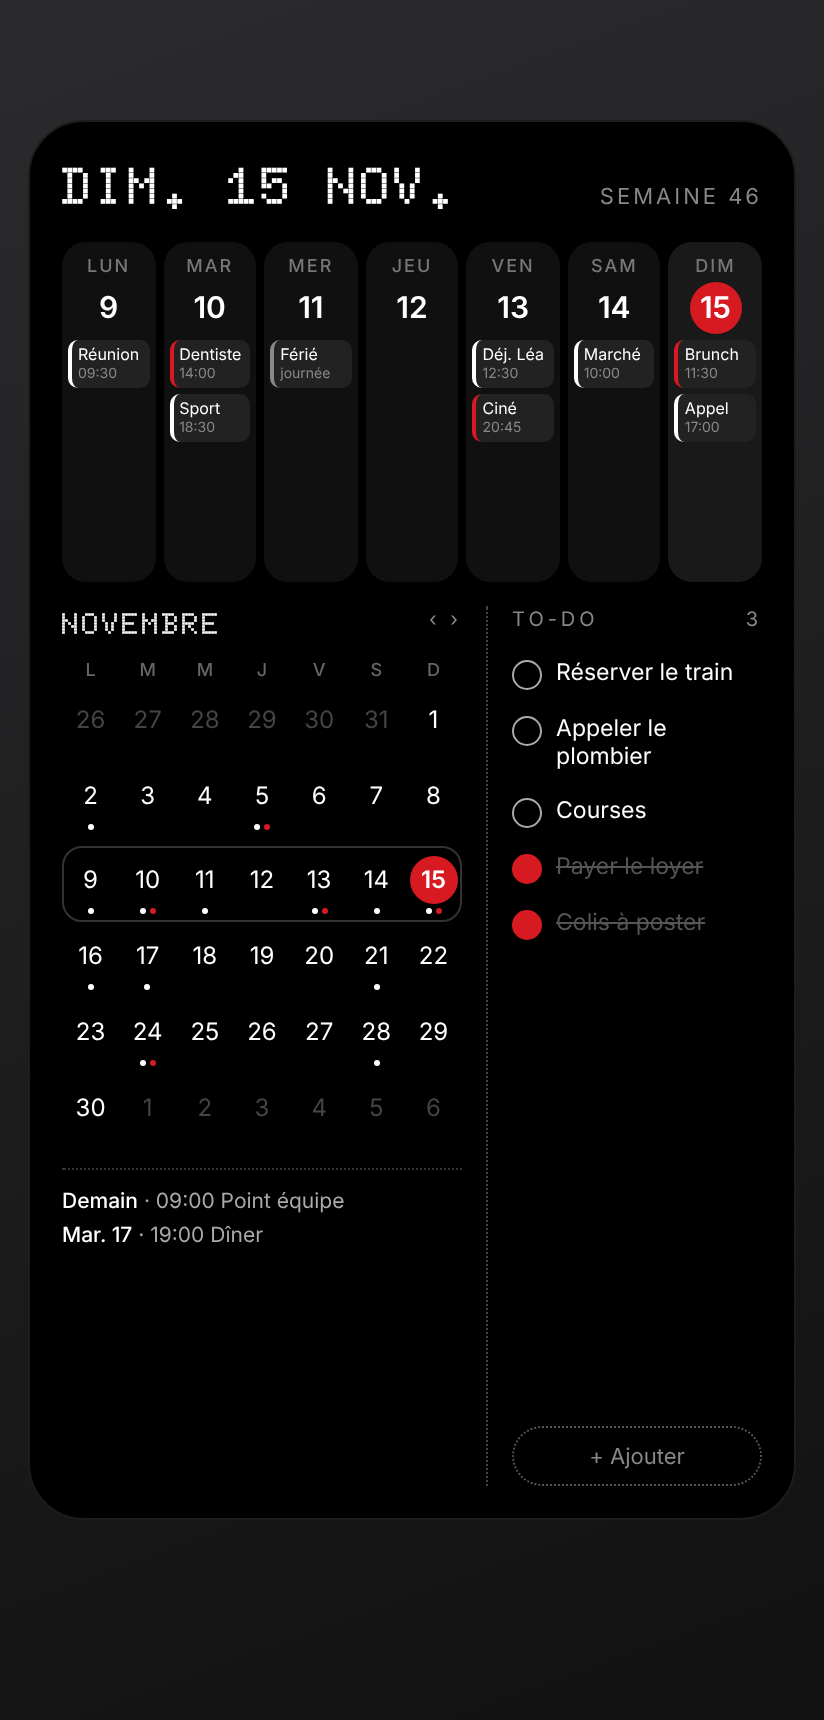 DIM. 15 NOV.
SEMAINE 46
LUN MAR MER JEU VEN SAM DIM
9 10 11 12 13 14 15
Réunion Dentiste Férié Déj. Léa Marché Brunch
09:30 14:00 journée 12:30 10:00 11:30
Sport Ciné Appel
18:30 20:45 17:00
NOVEMBRE ‹ ›
L M M J V S D
26 27 28 29 30 31 1
2 3 4 5 6 7 8
9 10 11 12 13 14 15
16 17 18 19 20 21 22
23 24 25 26 27 28 29
30 1 2 3 4 5 6
Demain · 09:00 Point équipe
Mar. 17 · 19:00 Dîner
TO-DO 3
Réserver le train
Appeler le
plombier
Courses
Payer le loyer
Colis à poster
+ Ajouter